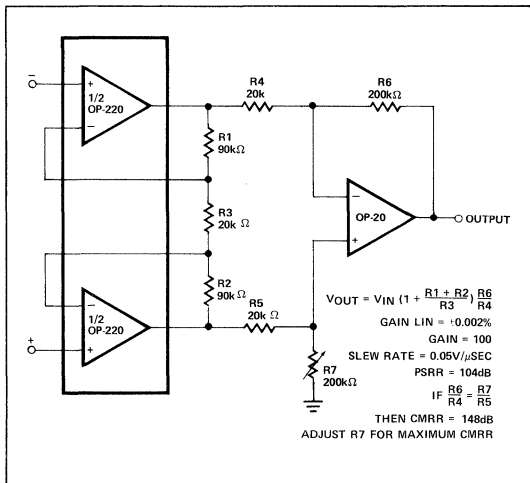 −
+
1/2
OP-220
−
R4
20k
R6
200kΩ
R1
90kΩ
R3
20k Ω
R2
90kΩ
−
+
OP-20
OUTPUT
−
1/2
OP-220
+
+
R5
20k Ω
R7
200kΩ
VOUT = VIN (1 + R1 + R2 / R3) R6 / R4
GAIN LIN = ±0.002%
GAIN = 100
SLEW RATE = 0.05V/μSEC
PSRR = 104dB
IF R6 / R4 = R7 / R5
THEN CMRR = 148dB
ADJUST R7 FOR MAXIMUM CMRR